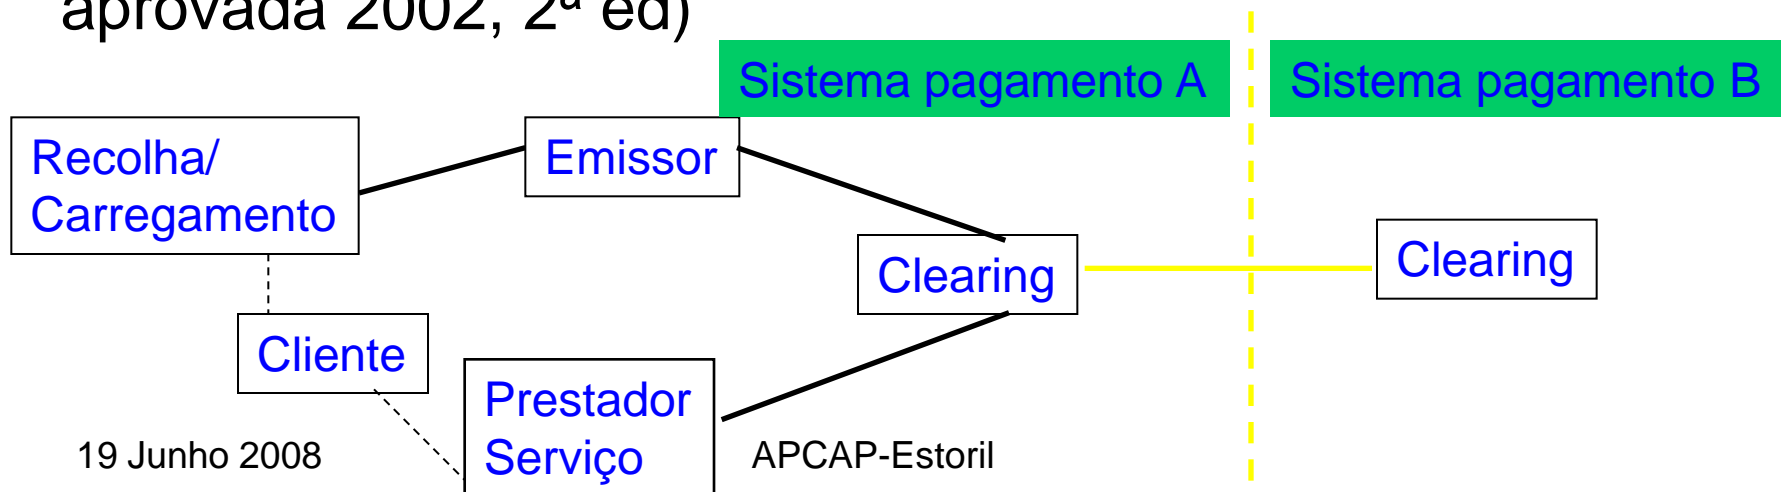 aprovada 2002, 2ª ed)
Sistema pagamento A
Sistema pagamento B
Recolha/
Carregamento
Emissor
Clearing
Clearing
Cliente
Prestador
Serviço
19 Junho 2008
APCAP-Estoril